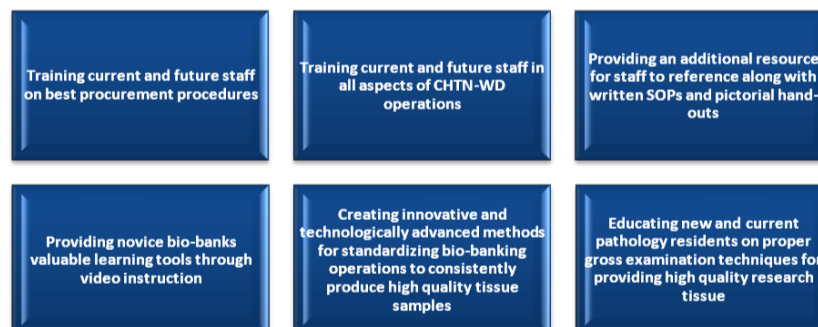 Training current and future staff
on best procurement procedures
Training current and future staff in
all aspects of CHTN-WD
operations
Providing an additional resource
for staff to reference along with
written SOPs and pictorial hand-
outs
Providing novice bio-banks
valuable learning tools through
video instruction
Creating innovative and
technologically advanced methods
for standardizing bio-banking
operations to consistently
produce high quality tissue
samples
Educating new and current
pathology residents on proper
gross examination techniques for
providing high quality research
tissue